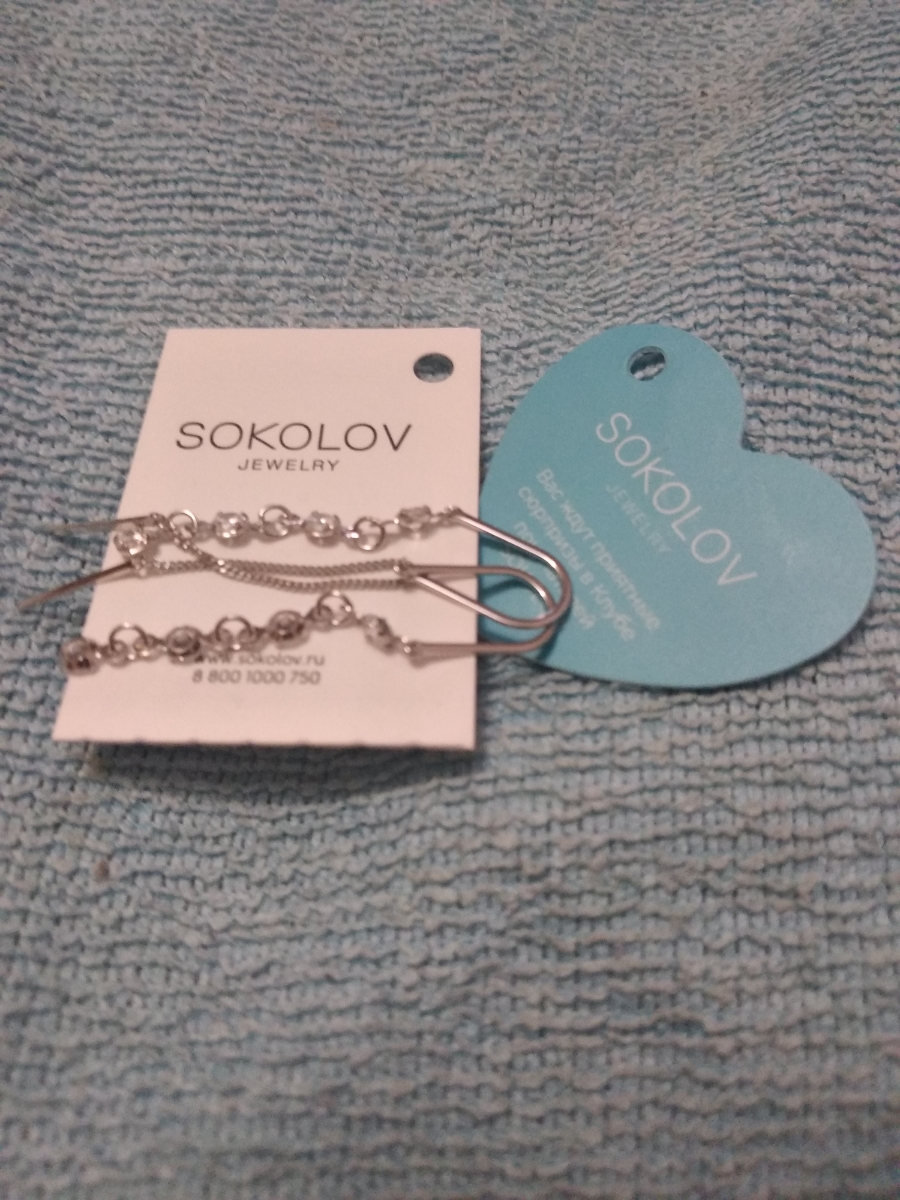 SOKOLOV
JEWELRY
www.sokolov.ru
8 800 1000 750
SOKOLOV
JEWELRY
Вас ждут приятные
сюрпризы в Клубе